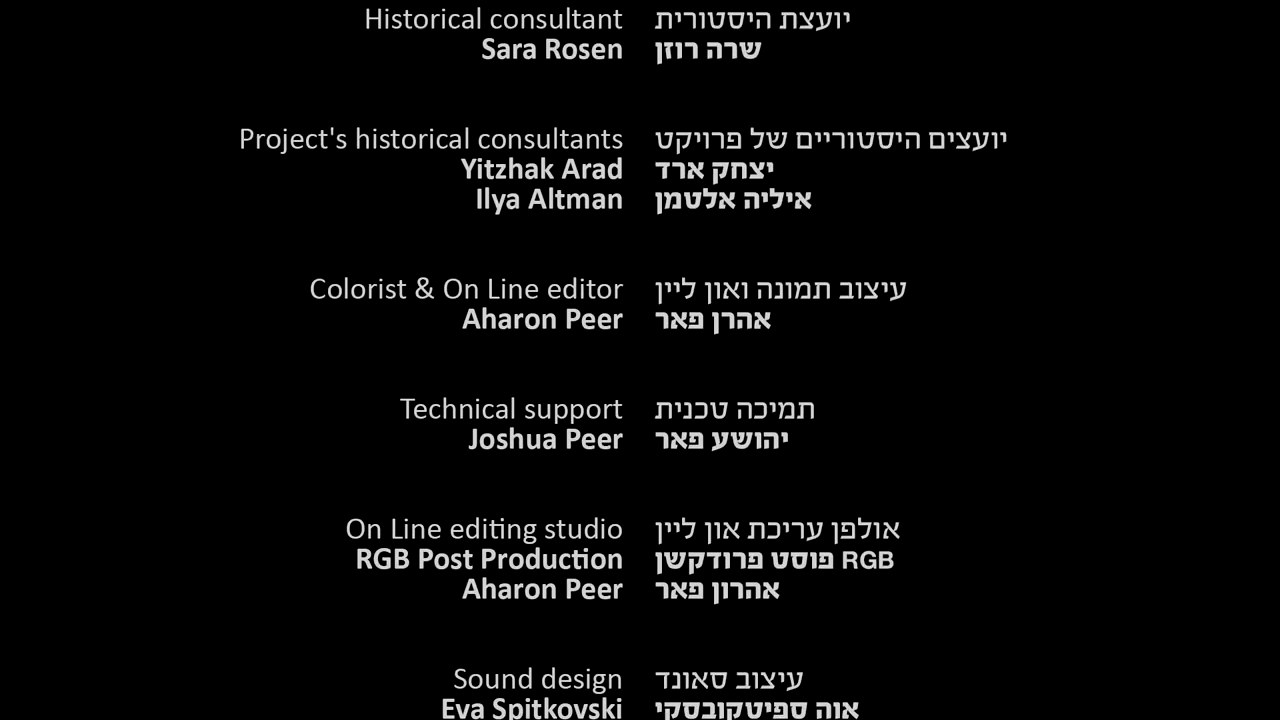 Historical consultant יועצת היסטורית
Sara Rosen שרה רוזן
Project's historical consultants יועצים היסטוריים של פרויקט
Yitzhak Arad יצחק ארד
Ilya Altman איליה אלטמן
Colorist & On Line editor עיצוב תמונה ואון ליין
Aharon Peer אהרן פאר
Technical support תמיכה טכנית
Joshua Peer יהושע פאר
On Line editing studio אולפן עריכת און ליין
RGB Post Production RGB פוסט פרודקשן
Aharon Peer אהרון פאר
Sound design עיצוב סאונד
Eva Spitkovski אוה ספיטקובסקי